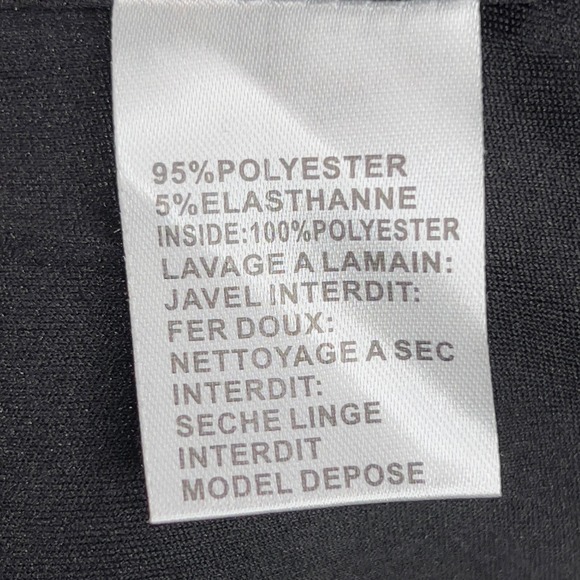 95%POLYESTER
5%ELASTHANNE
INSIDE:100%POLYESTER
LAVAGE A LAMAIN:
JAVEL INTERDIT:
FER DOUX:
NETTOYAGE A SEC
INTERDIT:
SECHE LINGE
INTERDIT
MODEL DEPOSE